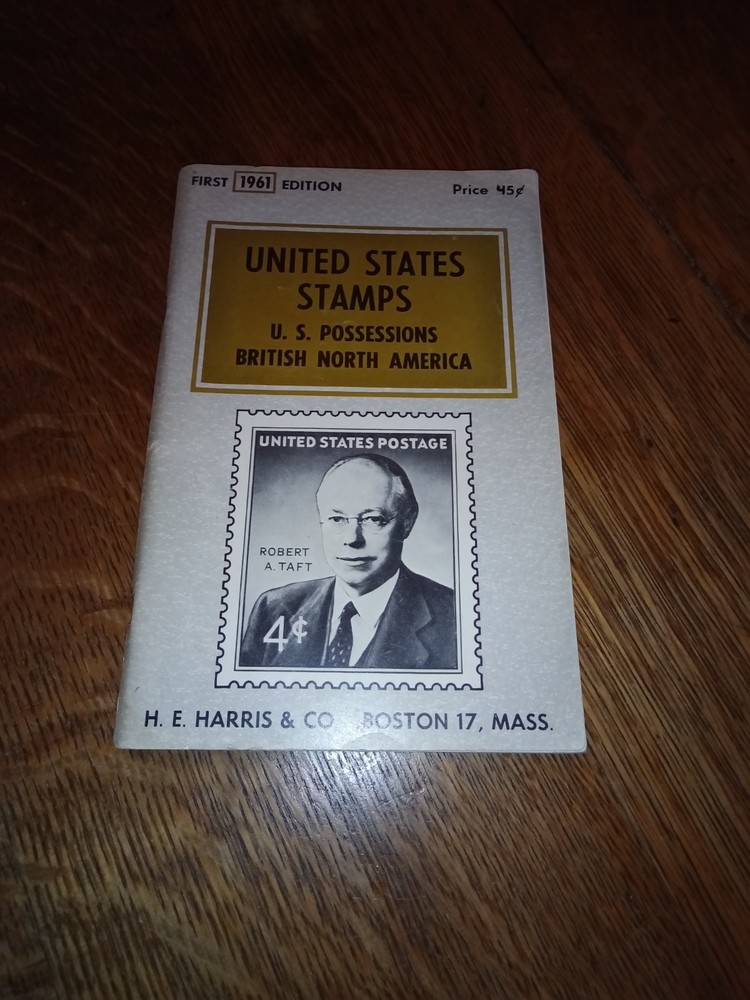 FIRST 1961 EDITION Price 45¢
UNITED STATES
STAMPS
U. S. POSSESSIONS
BRITISH NORTH AMERICA
UNITED STATES POSTAGE
ROBERT
A. TAFT
4¢
H. E. HARRIS & CO BOSTON 17, MASS.